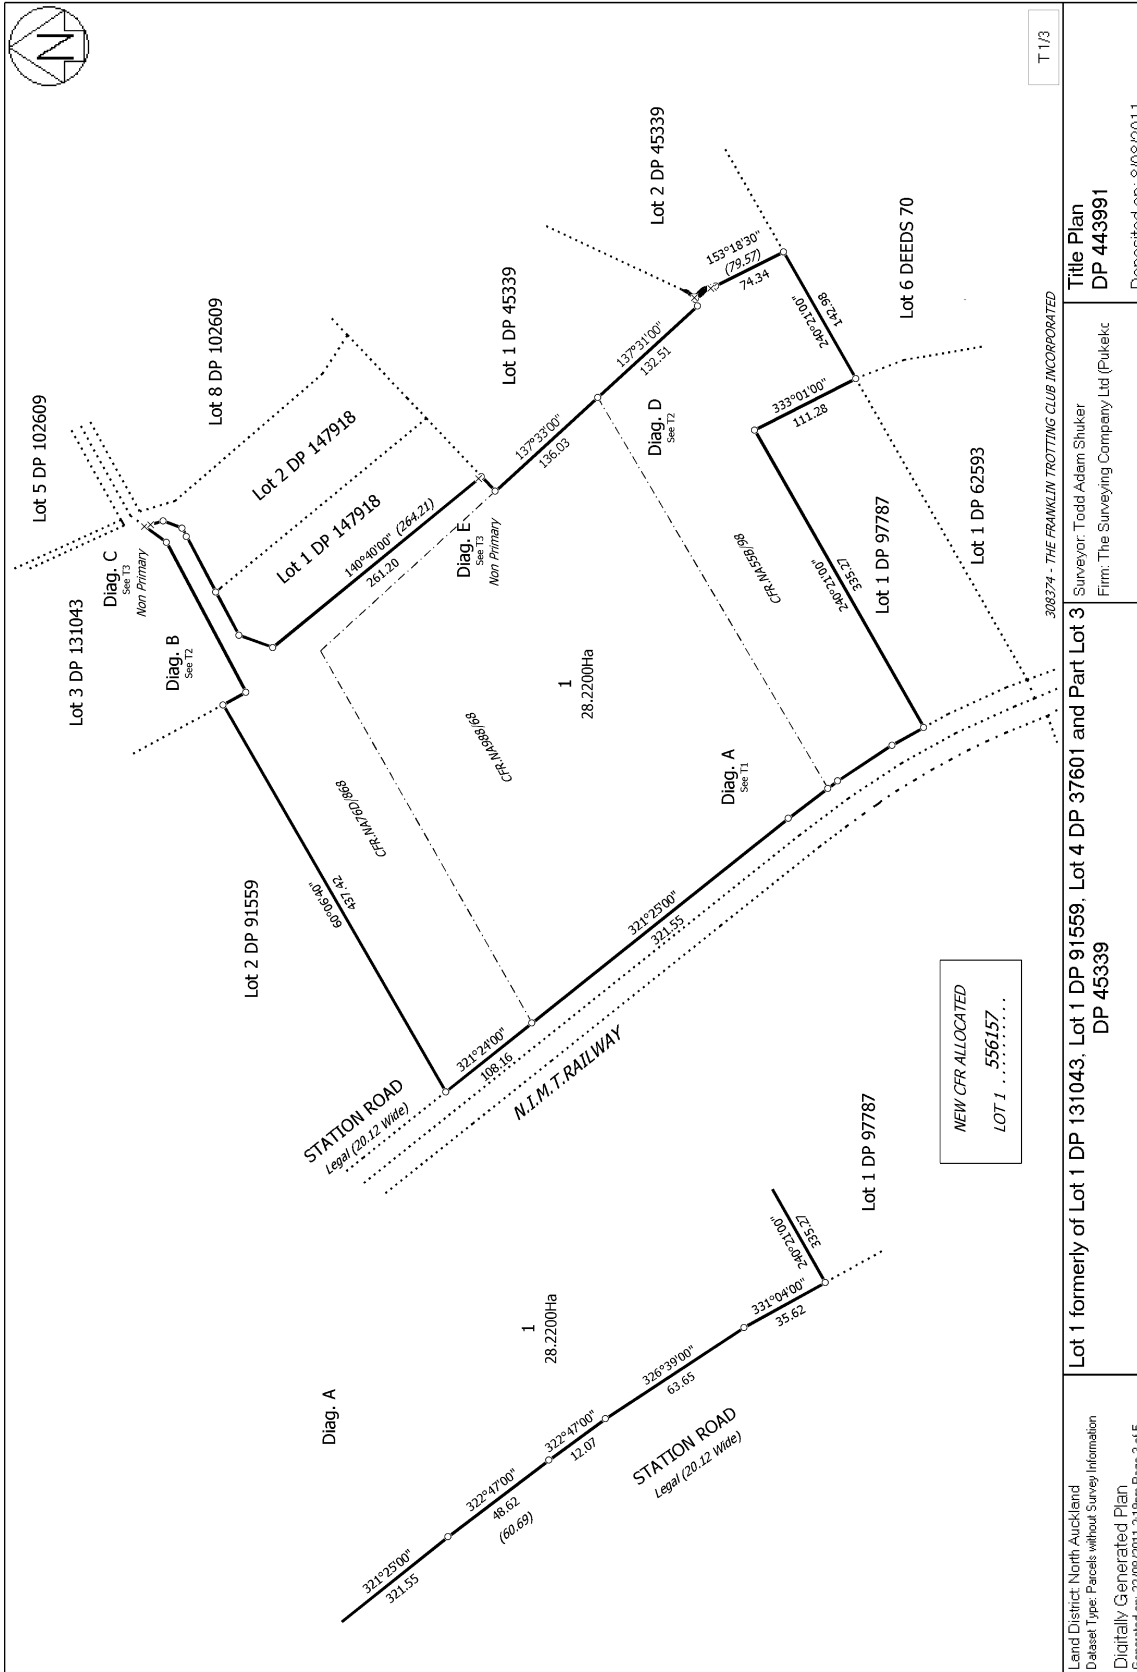 N
T 1/3
Lot 5 DP 102609
Lot 8 DP 102609
Lot 3 DP 131043
Diag. C
See T3
Non Primary
Diag. B
See T2
Lot 2 DP 147918
Lot 1 DP 147918
140°40'00" (264.21)
261.20
Diag. E
See T3
Non Primary
Lot 1 DP 45339
Lot 2 DP 45339
137°33'00"
136.03
137°31'00"
132.51
153°18'30"
(79.57)
74.34
Diag. D
See T2
240°21'00"
142.98
Lot 6 DEEDS 70
333°01'00"
111.28
CFR.NA55B/98
240°21'00"
335.27
Lot 1 DP 97787
Lot 1 DP 62593
1
28.2200Ha
CFR.NA76D/868
Diag. A
See T1
Lot 2 DP 91559
60°06'40"
437.42
321°25'00"
321.55
321°24'00"
108.16
STATION ROAD
Legal (20.12 Wide)
N.I.M.T.RAILWAY
NEW CFR ALLOCATED
LOT 1 . . 556157 . . . . . . . . .
Diag. A
1
28.2200Ha
Lot 1 DP 97787
240°21'00"
335.27
331°04'00"
35.62
326°39'00"
63.65
322°47'00"
12.07
322°47'00"
48.62
(60.69)
321°25'00"
321.55
STATION ROAD
Legal (20.12 Wide)
308374 - THE FRANKLIN TROTTING CLUB INCORPORATED
Land District: North Auckland
Dataset Type: Parcels without Survey Information
Digitally Generated Plan
Lot 1 formerly of Lot 1 DP 131043, Lot 1 DP 91559, Lot 4 DP 37601 and Part Lot 3
DP 45339
Surveyor: Todd Adam Shuker
Firm: The Surveying Company Ltd (Pukekc
Title Plan
DP 443991
Deposited on: